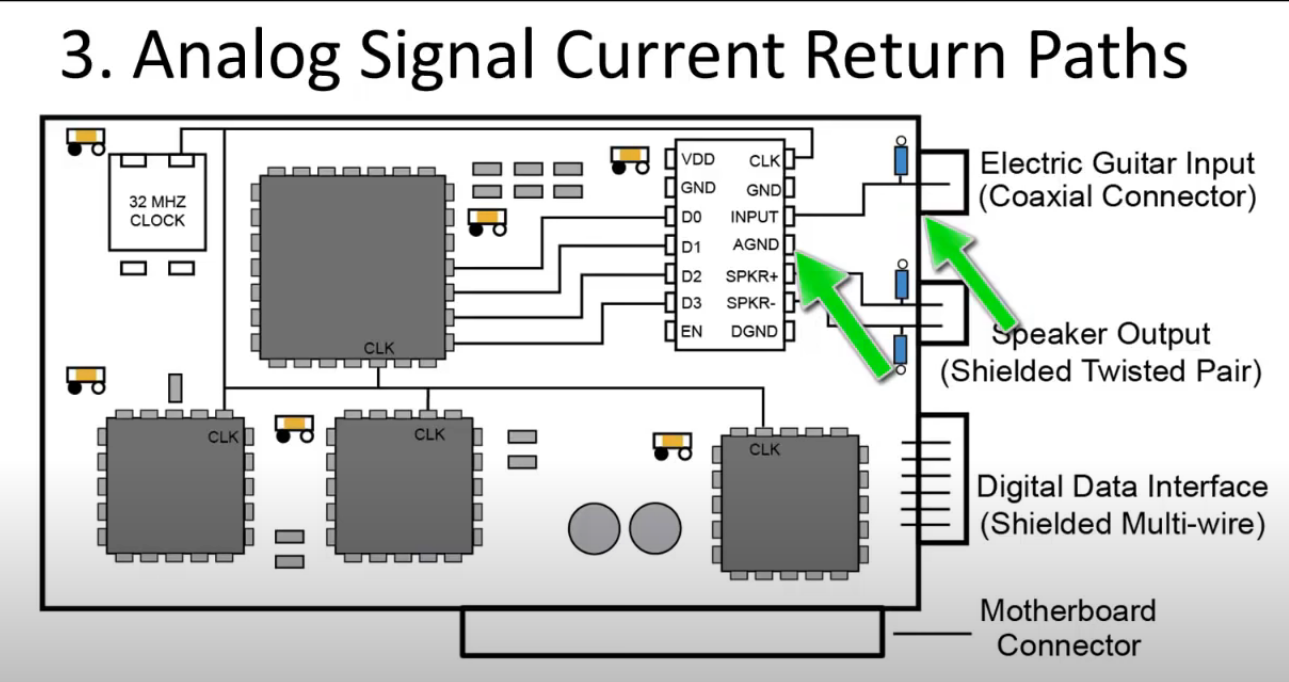 3. Analog Signal Current Return Paths
32 MHZ
CLOCK
CLK
VDD
GND
D0
D1
D2
D3
EN
CLK
GND
INPUT
AGND
SPKR+
SPKR-
DGND
Electric Guitar Input
(Coaxial Connector)
Speaker Output
(Shielded Twisted Pair)
CLK
CLK
CLK
Digital Data Interface
(Shielded Multi-wire)
Motherboard
Connector